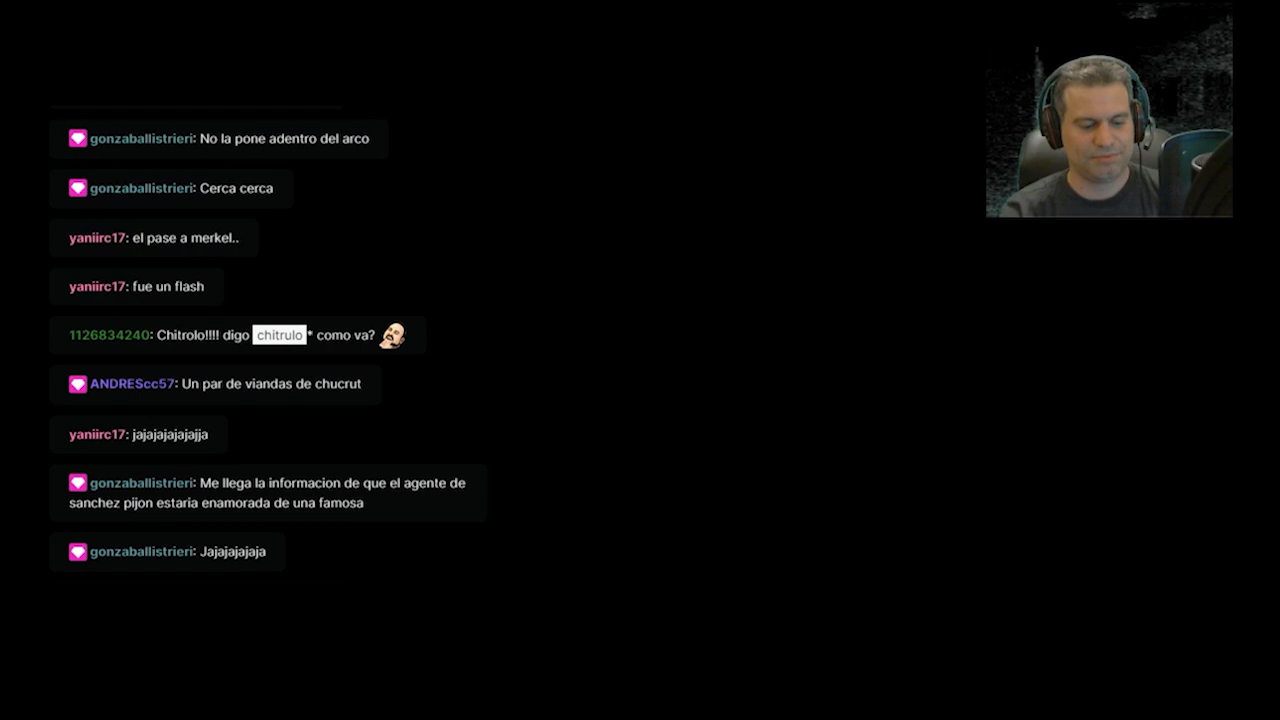 gonzaballistrieri: No la pone adentro del arco
gonzaballistrieri: Cerca cerca
yaniirc17: el pase a merkel..
yaniirc17: fue un flash
1126834240: Chitrolo!!!! digo chitrulo* como va?
ANDREScc57: Un par de viandas de chucrut
yaniirc17: jajajajajajajja
gonzaballistrieri: Me llega la informacion de que el agente de
sanchez pijon estaria enamorada de una famosa
gonzaballistrieri: Jajajajajaja